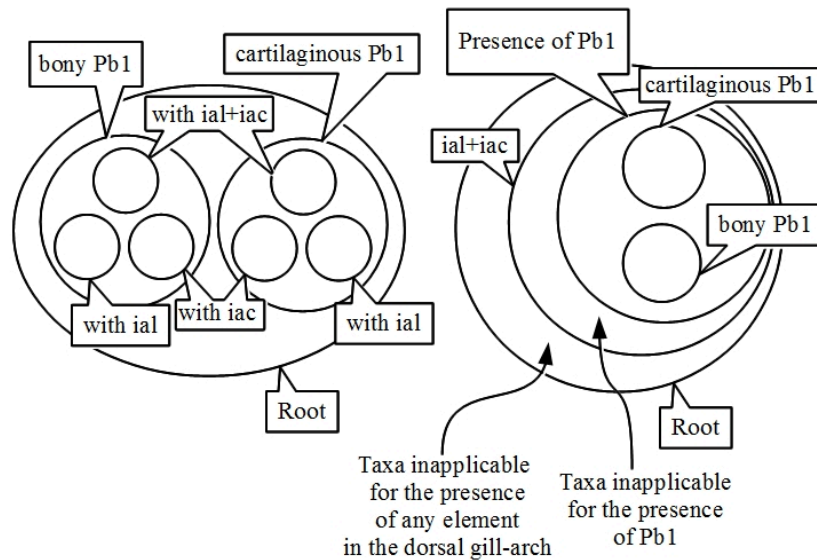 bony Pb1
cartilaginous Pb1
with ial+iac
with ial
with iac
with ial
Root
Presence of Pb1
cartilaginous Pb1
ial+iac
bony Pb1
Root
Taxa inapplicable
for the presence
of any element
in the dorsal gill-arch
Taxa inapplicable
for the presence
of Pb1